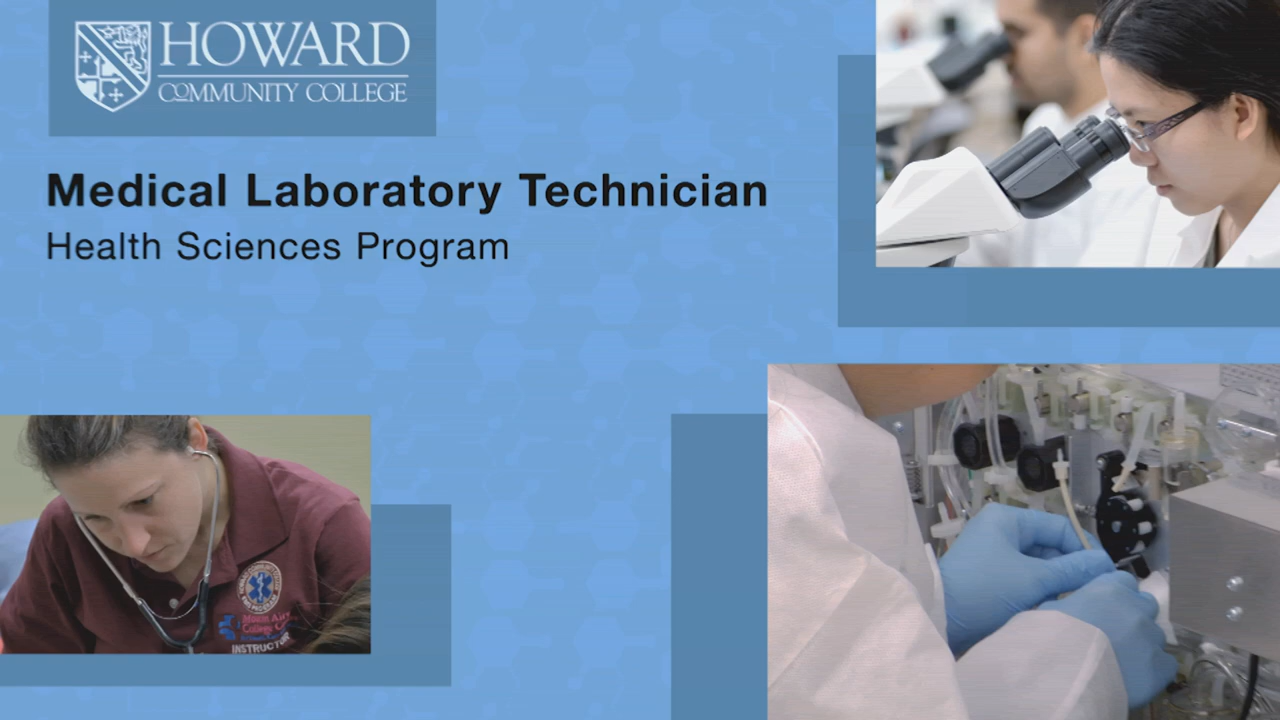 HOWARD
COMMUNITY COLLEGE
Medical Laboratory Technician
Health Sciences Program
INSTRUCTOR